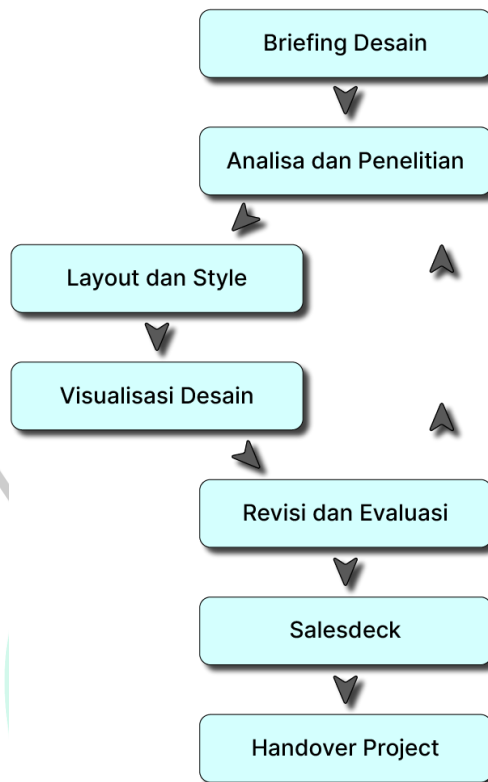 Briefing Desain
Analisa dan Penelitian
Layout dan Style
Visualisasi Desain
Revisi dan Evaluasi
Salesdeck
Handover Project